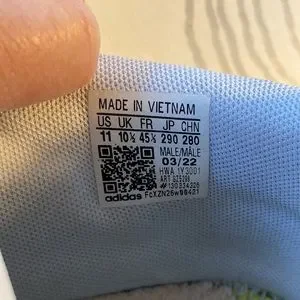 MADE IN VIETNAM
US UK FR JP CHN
11 10½ 45⅓ 290 280
MALE/MÂLE
03/22
HWA 1Y3001
ART
adidas